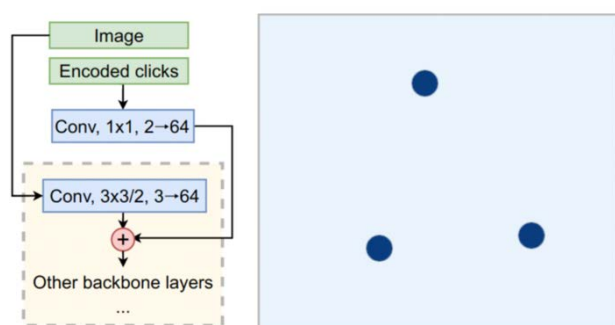 Image
Encoded clicks
Conv, 1x1, 2→64
Conv, 3x3/2, 3→64
+
Other backbone layers
...